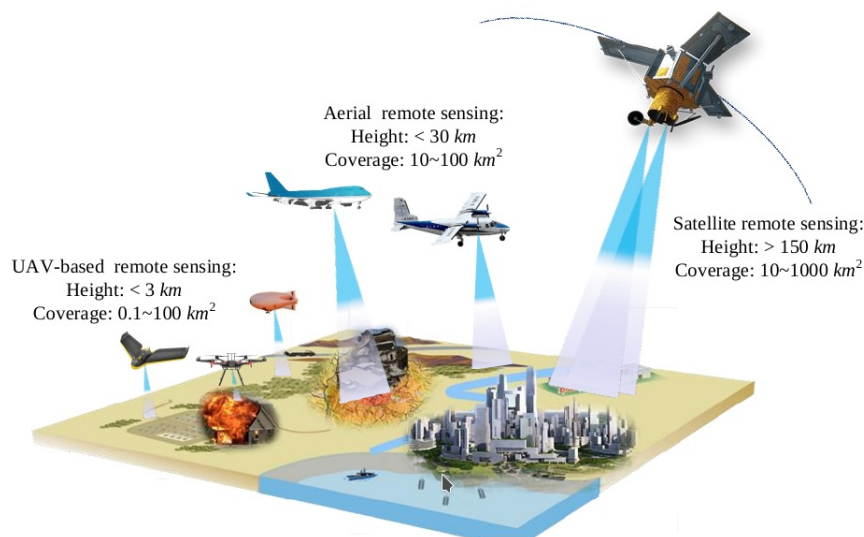 Aerial remote sensing:
Height: < 30 km
Coverage: 10~100 km²
Satellite remote sensing:
Height: > 150 km
Coverage: 10~1000 km²
UAV-based remote sensing:
Height: < 3 km
Coverage: 0.1~100 km²